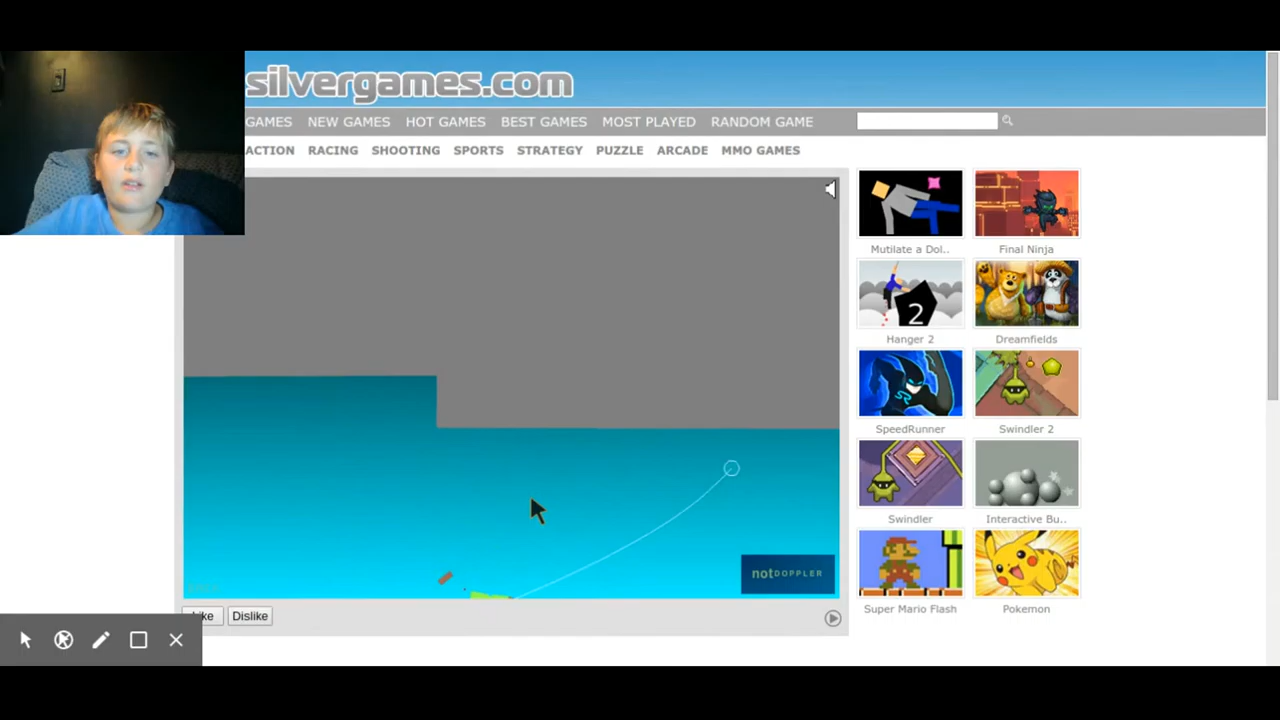 silvergames.com
GAMES NEW GAMES HOT GAMES BEST GAMES MOST PLAYED RANDOM GAME
ACTION RACING SHOOTING SPORTS STRATEGY PUZZLE ARCADE MMO GAMES
Mutilate a Dol.. Final Ninja
2
Hanger 2 Dreamfields
SpeedRunner Swindler 2
Swindler Interactive Bu..
Super Mario Flash Pokemon
notDOPPLER
ike Dislike